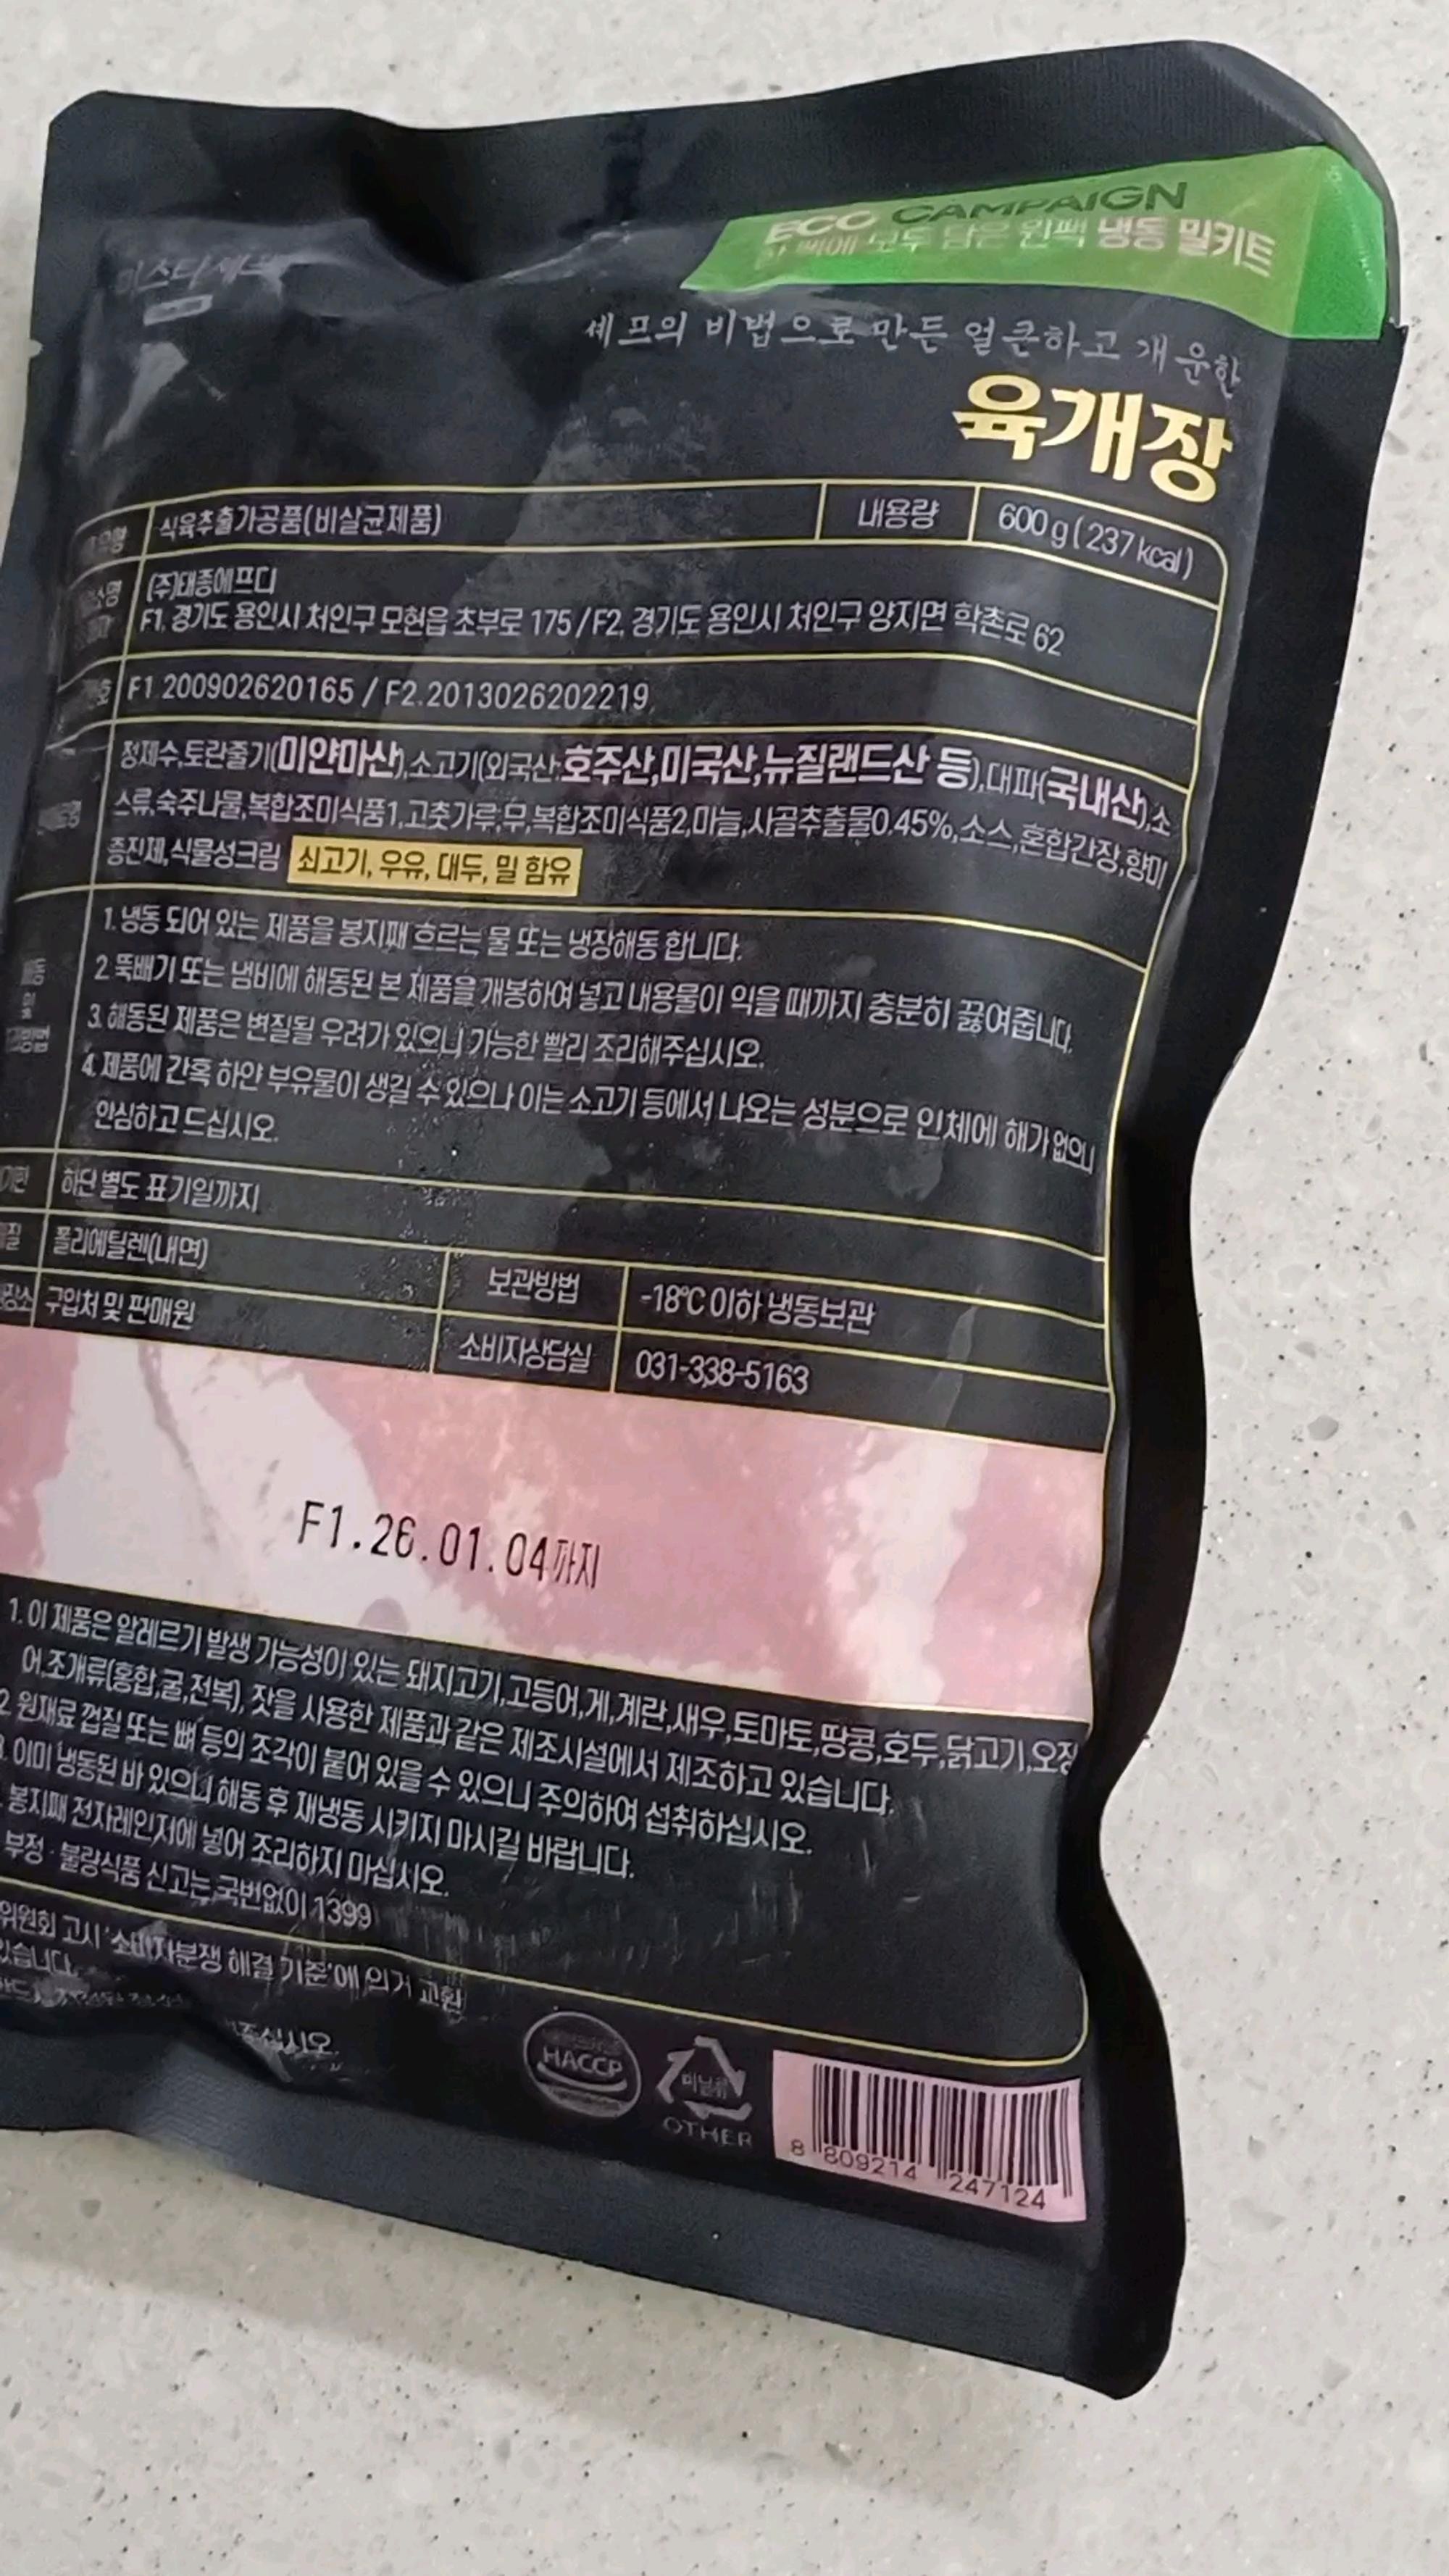 미스터셰프
ECO CAMPAIGN
한 팩에 모두 담은 원팩 냉동 밀키트
셰프의 비법으로 만든 얼큰하고 개운한
육개장
유형 식육추출가공품(비살균제품) 내용량 600g(237kcal)
(주)태종에프디
F1. 경기도 용인시 처인구 모현읍 초부로 175/F2. 경기도 용인시 처인구 양지면 학촌로 62
F1.200902620165 / F2.2013026202219
정제수,토란줄기(미얀마산),소고기(외국산:호주산,미국산,뉴질랜드산 등),대파(국내산),소
스류,숙주나물,복합조미식품1,고춧가루,무,복합조미식품2,마늘,사골추출물0.45%,소스,혼합간장,향미
증진제,식물성크림 쇠고기, 우유, 대두, 밀 함유
1. 냉동 되어 있는 제품을 봉지째 흐르는 물 또는 냉장해동 합니다.
2. 뚝배기 또는 냄비에 해동된 본 제품을 개봉하여 넣고 내용물이 익을 때까지 충분히 끓여줍니다.
3. 해동된 제품은 변질될 우려가 있으니 가능한 빨리 조리해주십시오.
4. 제품에 간혹 하얀 부유물이 생길 수 있으나 이는 소고기 등에서 나오는 성분으로 인체에 해가 없으니
안심하고 드십시오.
하단 별도 표기일까지
폴리에틸렌(내면) 보관방법 -18℃ 이하 냉동보관
구입처 및 판매원 소비자상담실 031-338-5163
F1.26.01.04까지
1. 이 제품은 알레르기 발생 가능성이 있는 돼지고기,고등어,게,계란,새우,토마토,땅콩,호두,닭고기,오징
어,조개류(홍합,굴,전복), 잣을 사용한 제품과 같은 제조시설에서 제조하고 있습니다.
2. 원재료 껍질 또는 뼈 등의 조각이 붙어 있을 수 있으니 주의하여 섭취하십시오.
이미 냉동된 바 있으니 해동 후 재냉동 시키지 마시길 바랍니다.
봉지째 전자레인저에 넣어 조리하지 마십시오.
부정·불량식품 신고는 국번없이 1399
위원회 고시 '소비자분쟁 해결 기준'에 의거 교환
있습니다.
십시오.
HACCP
비닐류
OTHER
8 809214 247124